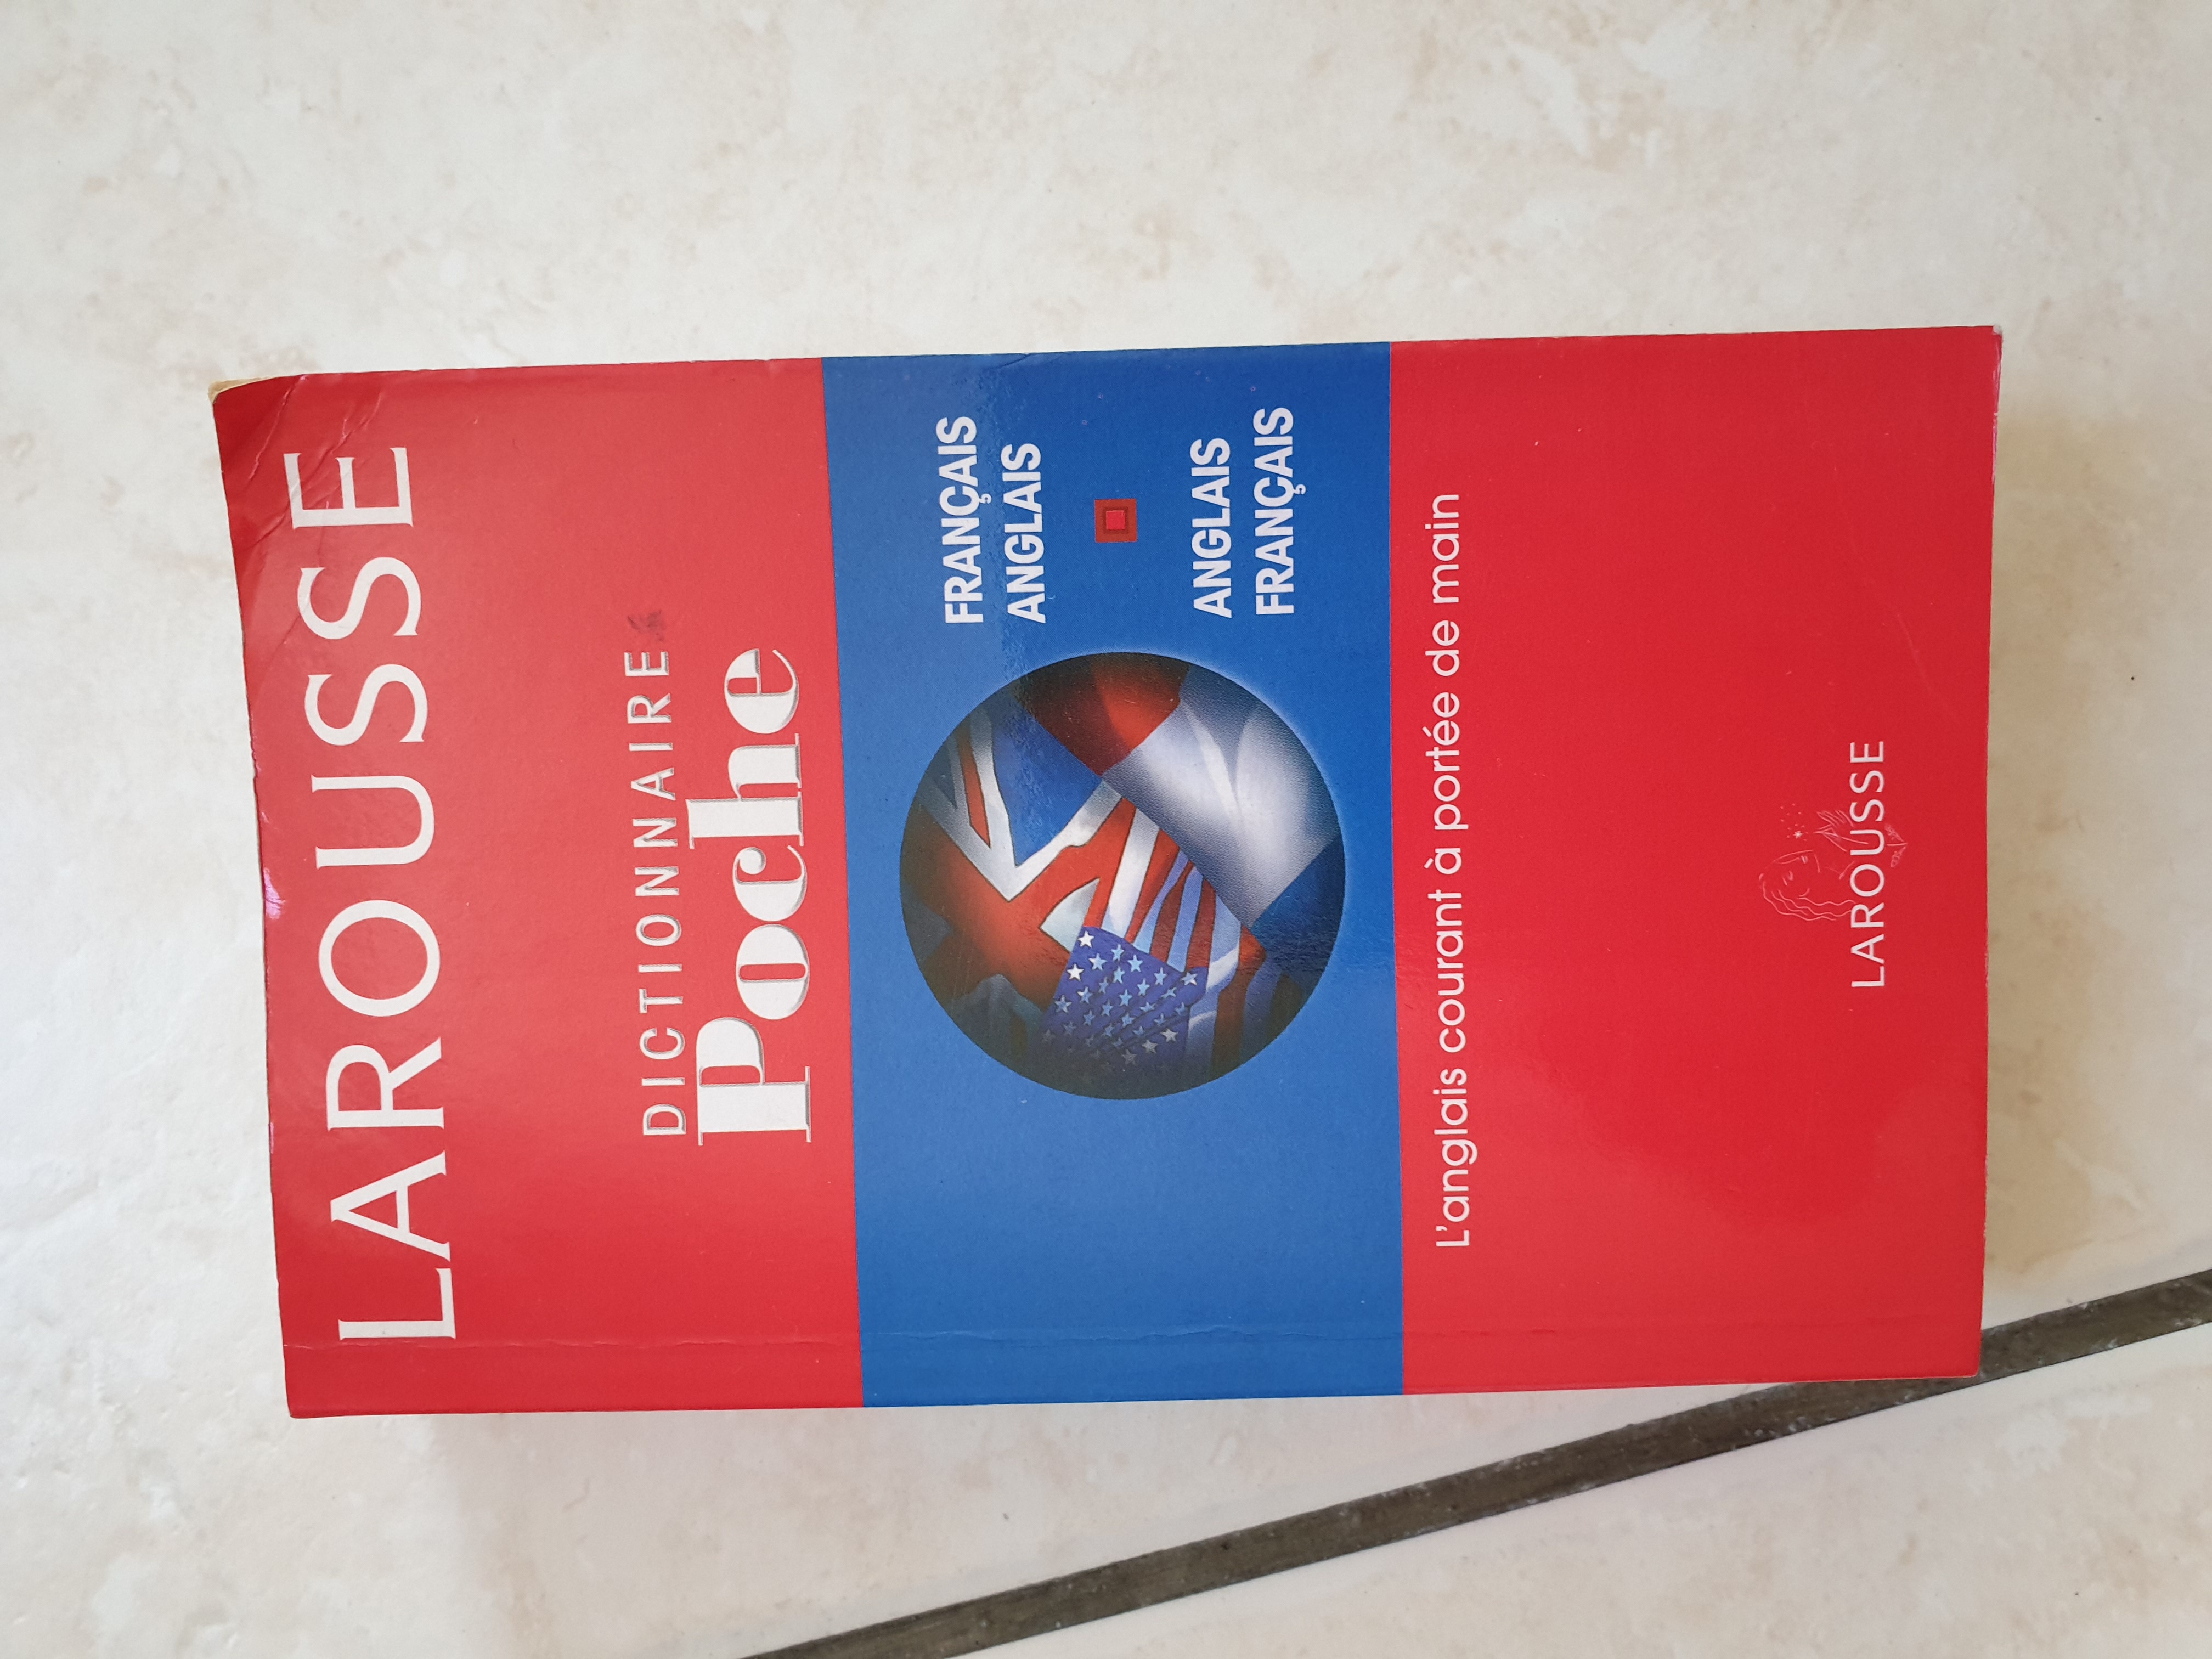 LAROUSSE
DICTIONNAIRE
Poche
FRANÇAIS
ANGLAIS
ANGLAIS
FRANÇAIS
L'anglais courant à portée de main
LAROUSSE